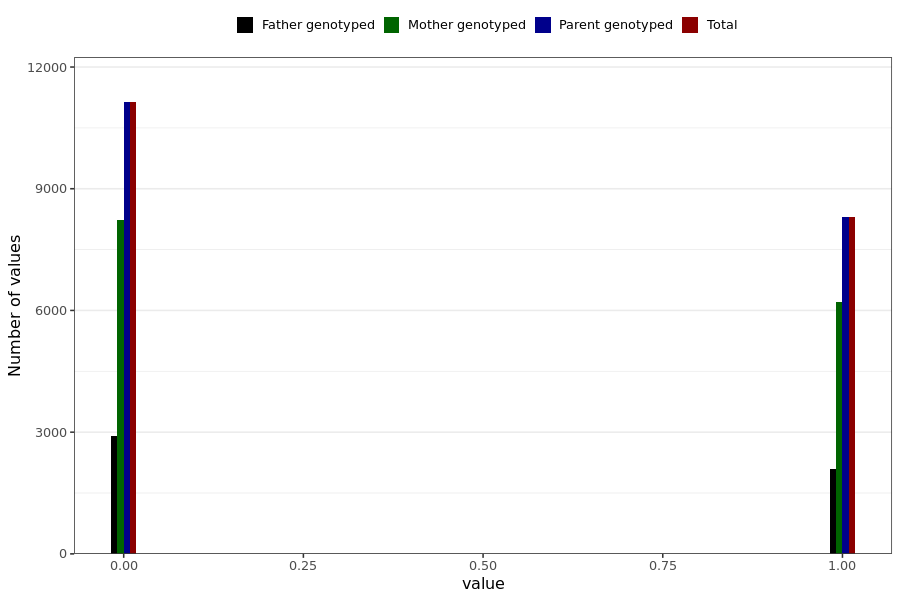 Father genotyped Mother genotyped Parent genotyped Total
12000
9000
6000
3000
0
Number of values
0.00 0.25 0.50 0.75 1.00
value